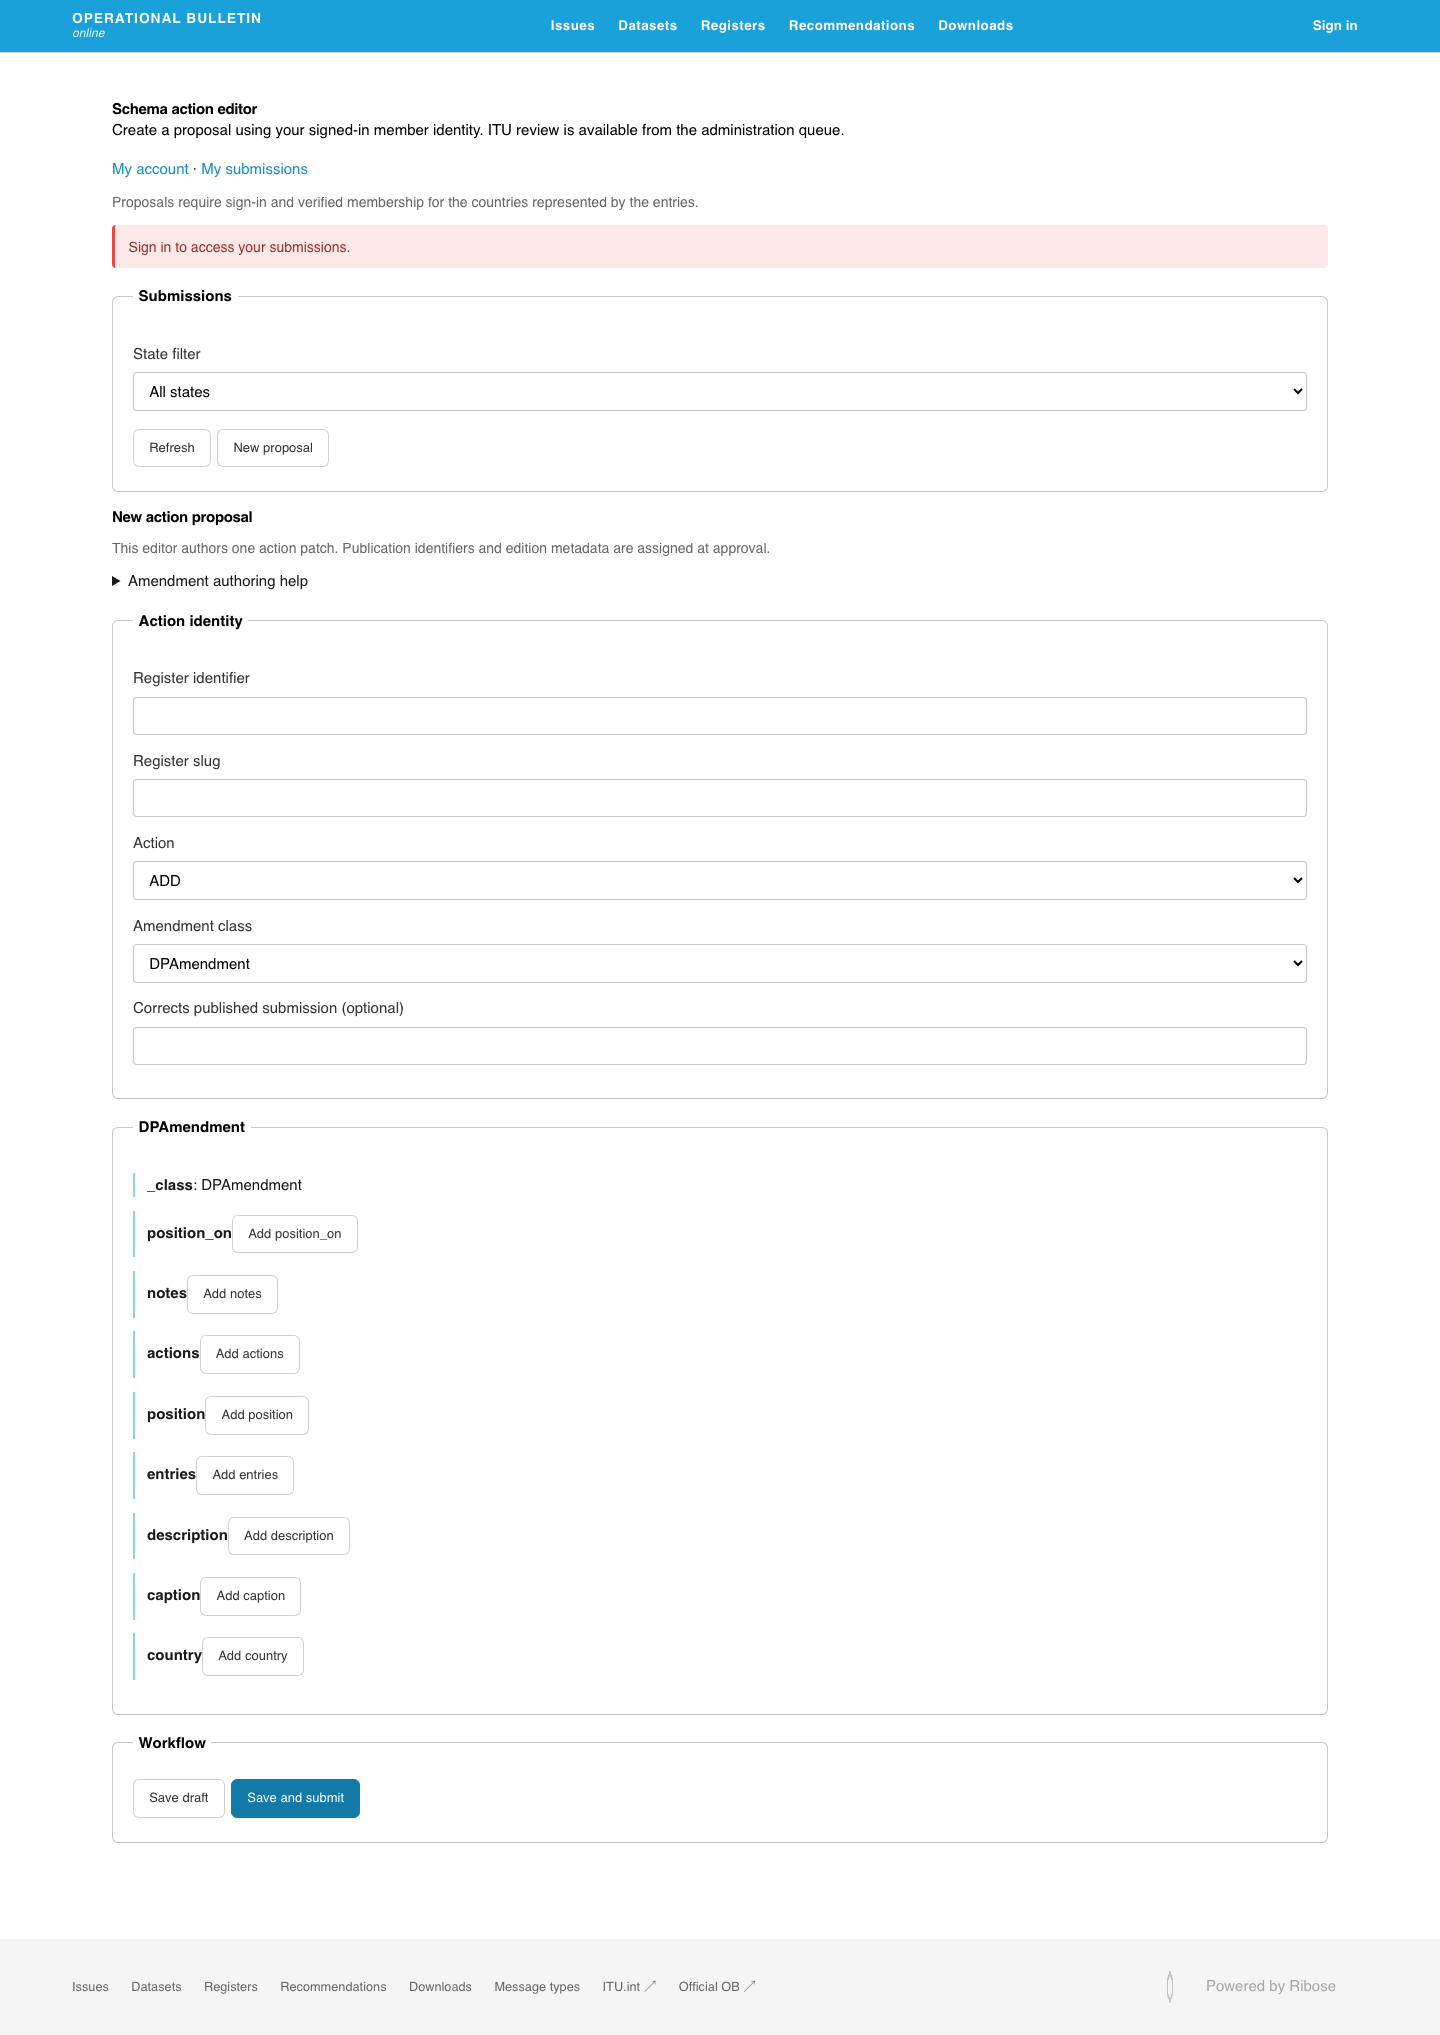 OPERATIONAL BULLETIN
online
Issues Datasets Registers Recommendations Downloads
Sign in
Schema action editor
Create a proposal using your signed-in member identity. ITU review is available from the administration queue.
My account · My submissions
Proposals require sign-in and verified membership for the countries represented by the entries.
Sign in to access your submissions.
Submissions
State filter
All states
Refresh New proposal
New action proposal
This editor authors one action patch. Publication identifiers and edition metadata are assigned at approval.
Amendment authoring help
Action identity
Register identifier
Register slug
Action
ADD
Amendment class
DPAmendment
Corrects published submission (optional)
DPAmendment
_class: DPAmendment
position_on Add position_on
notes Add notes
actions Add actions
position Add position
entries Add entries
description Add description
caption Add caption
country Add country
Workflow
Save draft Save and submit
Issues Datasets Registers Recommendations Downloads Message types ITU.int ↗ Official OB ↗
Powered by Ribose